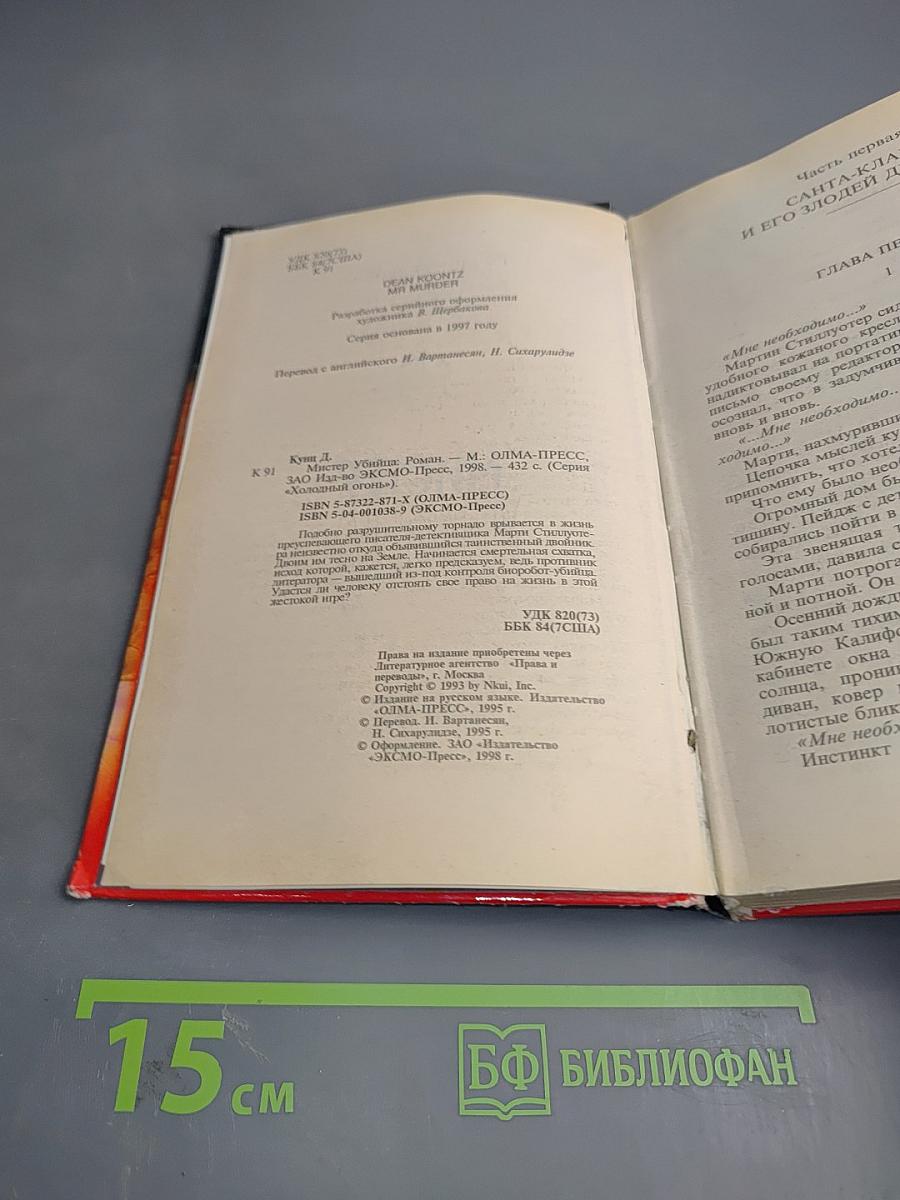 УДК 820(73)
ББК 84(7США)
К 91
DEAN KOONTZ
MR MURDER
Разработка серийного оформления
художника В. Щербакова
Серия основана в 1997 году
Перевод с английского И. Вартанесян, Н. Сихарулидзе
Кунц Д.
К 91 Мистер Убийца: Роман. — М.: ОЛМА-ПРЕСС,
ЗАО Изд-во ЭКСМО-Пресс, 1998. — 432 с. (Серия
«Холодный огонь»).
ISBN 5-87322-871-X (ОЛМА-ПРЕСС)
ISBN 5-04-001038-9 (ЭКСМО-Пресс)
Подобно разрушительному торнадо врывается в жизнь
преуспевающего писателя-детективщика Марти Стиллуоте-
ра неизвестно откуда объявившийся таинственный двойник.
Двоим им тесно на Земле. Начинается смертельная схватка,
исход которой, кажется, легко предсказуем, ведь противник
литератора — вышедший из-под контроля биоробот-убийца.
Удастся ли человеку отстоять свое право на жизнь в этой
жестокой игре?
УДК 820(73)
ББК 84(7США)
Права на издание приобретены через
Литературное агентство «Права и
переводы», г. Москва
Copyright © 1993 by Nkui, Inc.
© Издание на русском языке. Издательство
«ОЛМА-ПРЕСС», 1995 г.
© Перевод. И. Вартанесян,
Н. Сихарулидзе, 1995 г.
© Оформление. ЗАО «Издательство
«ЭКСМО-Пресс», 1998 г.
Часть первая
САНТА-КЛА
И ЕГО ЗЛОДЕЙ Д
ГЛАВА ПЕ
1
«Мне необходимо...»
Мартин Стиллуотер сид
удобного кожаного кресл
надиктовывал на портати
письмо своему редактор
осознал, что в задумчив
вновь и вновь.
«...Мне необходимо...
ходимо...»
Марти, нахмуривши
Цепочка мыслей ку
припомнить, что хоте
Что ему было необ
Огромный дом бы
тишину. Пейдж с дет
собирались пойти в
Эта звенящая т
голосами, давила с
Марти потрога
ной и потной. Он
Осенний дожд
был таким тихим
Южную Калифо
кабинете окна
солнца, проник
диван, ковер
лотистые блик
«Мне необх
Инстинкт
15 см
БФ БИБЛИОФАН